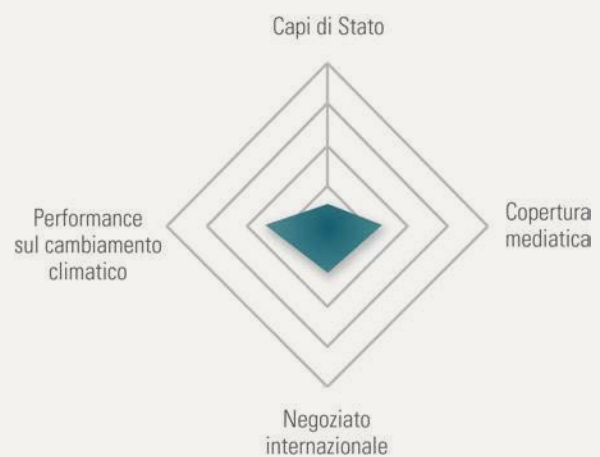 Capi di Stato
Performance
sul cambiamento
climatico
Copertura
mediatica
Negoziato
internazionale